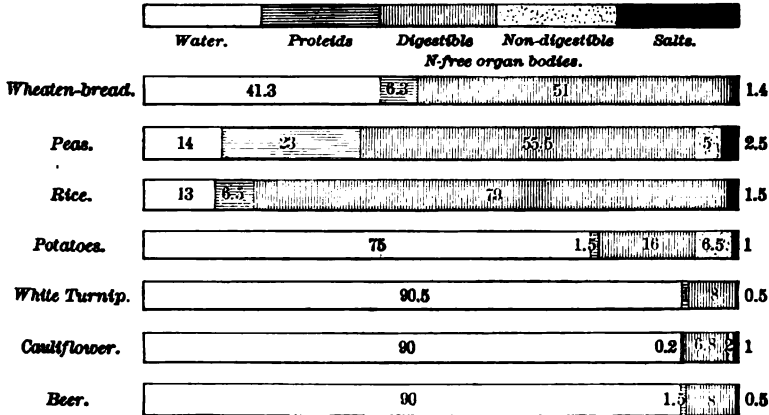 Water. Proteids Digestible Non-digestible Salts.
N-free organ bodies.
Wheaten-bread. 41.3 6.3 51 1.4
Peas. 14 23 55.5 5 2.5
Rice. 13 6.5 79 1.5
Potatoes. 75 1.5 16 6.5 1
White Turnip. 90.5 8 0.5
Cauliflower. 90 0.2 6.8 2 1
Beer. 90 1.5 8 0.5